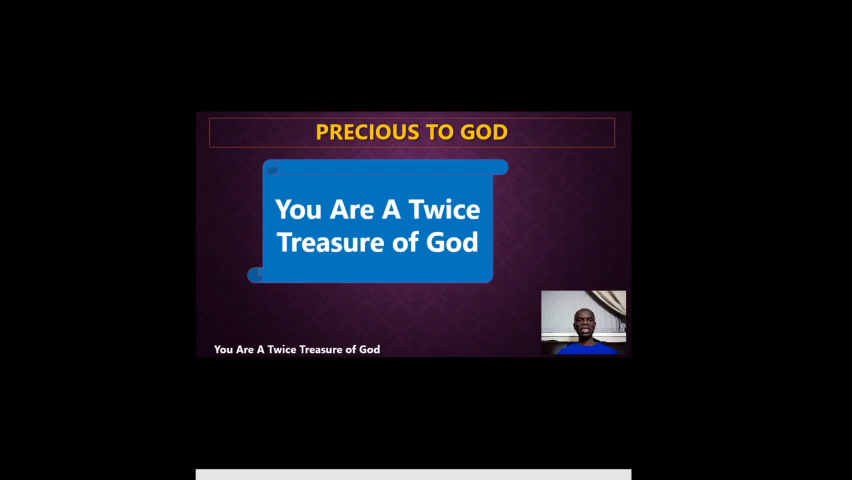 PRECIOUS TO GOD
You Are A Twice
Treasure of God
You Are A Twice Treasure of God